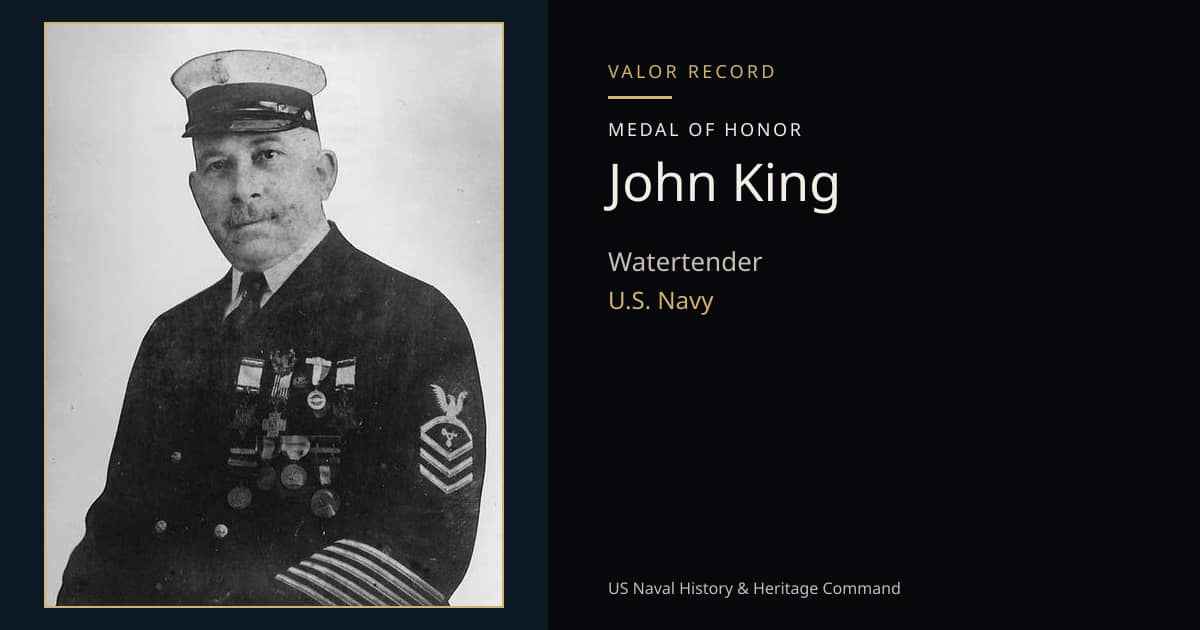 VALOR RECORD
MEDAL OF HONOR
John King
Watertender
U.S. Navy
US Naval History & Heritage Command